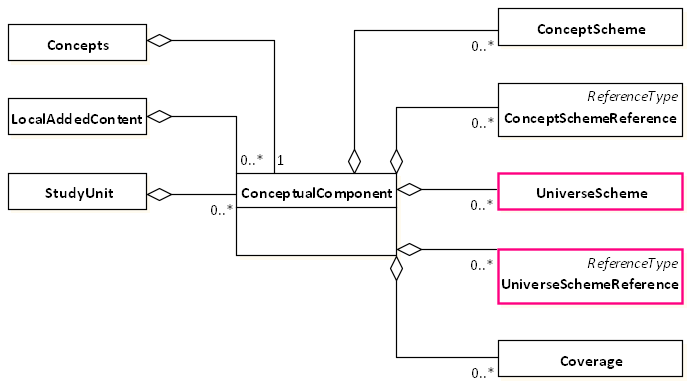 Concepts
LocalAddedContent
StudyUnit
0..*
1
0..*
ConceptualComponent
0..*
ConceptScheme
0..*
ReferenceType
ConceptSchemeReference
0..*
UniverseScheme
0..*
ReferenceType
UniverseSchemeReference
0..*
Coverage
0..*